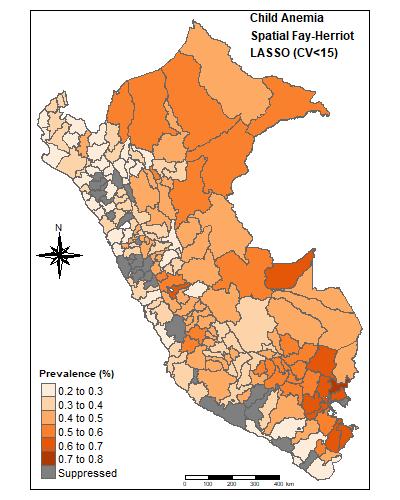 Child Anemia
Spatial Fay-Herriot
LASSO (CV<15)
N
Prevalence (%)
0.2 to 0.3
0.3 to 0.4
0.4 to 0.5
0.5 to 0.6
0.6 to 0.7
0.7 to 0.8
Suppressed
0 100 200 300 400 km